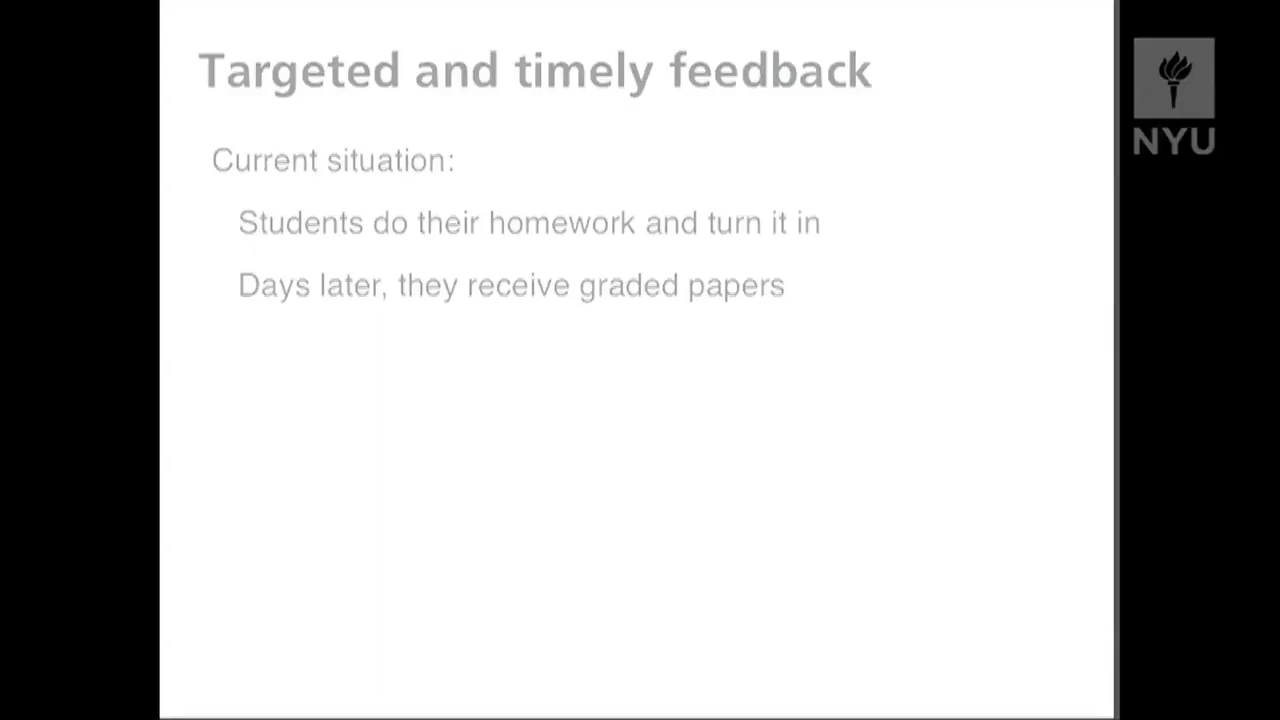 Targeted and timely feedback
NYU
Current situation:
Students do their homework and turn it in
Days later, they receive graded papers